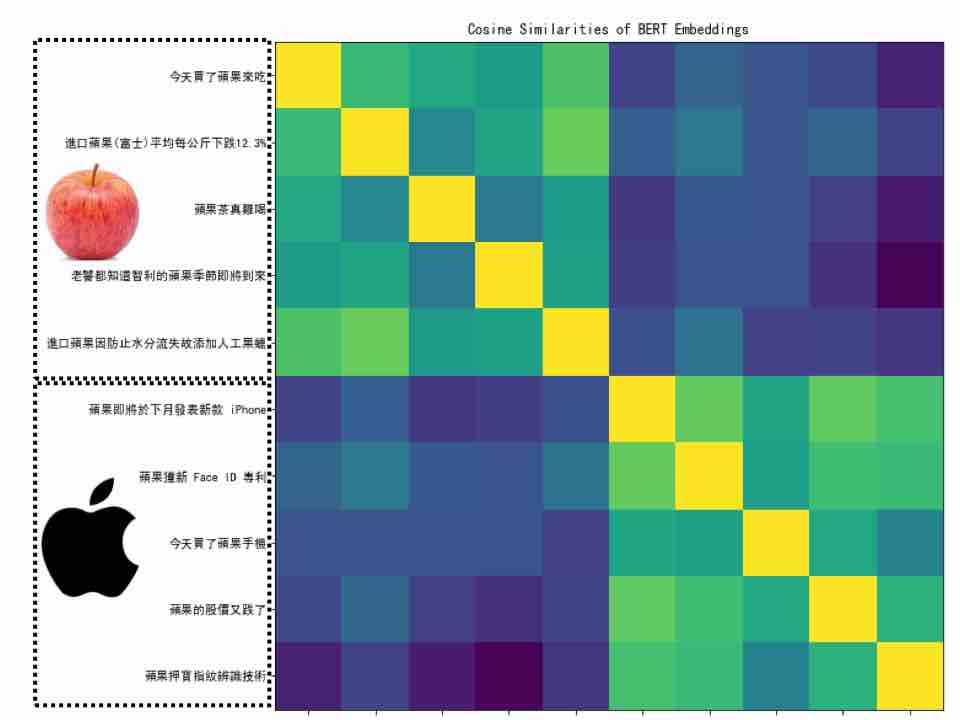 Cosine Similarities of BERT Embeddings
今天買了蘋果來吃
進口蘋果(富士)平均每公斤下跌12.3%
蘋果茶真難喝
老饕都知道智利的蘋果季節即將到來
進口蘋果因防止水分流失故添加人工果蠟
蘋果即將於下月發表新款 iPhone
蘋果獲新 Face ID 專利
今天買了蘋果手機
蘋果的股價又跌了
蘋果押寶指紋辨識技術